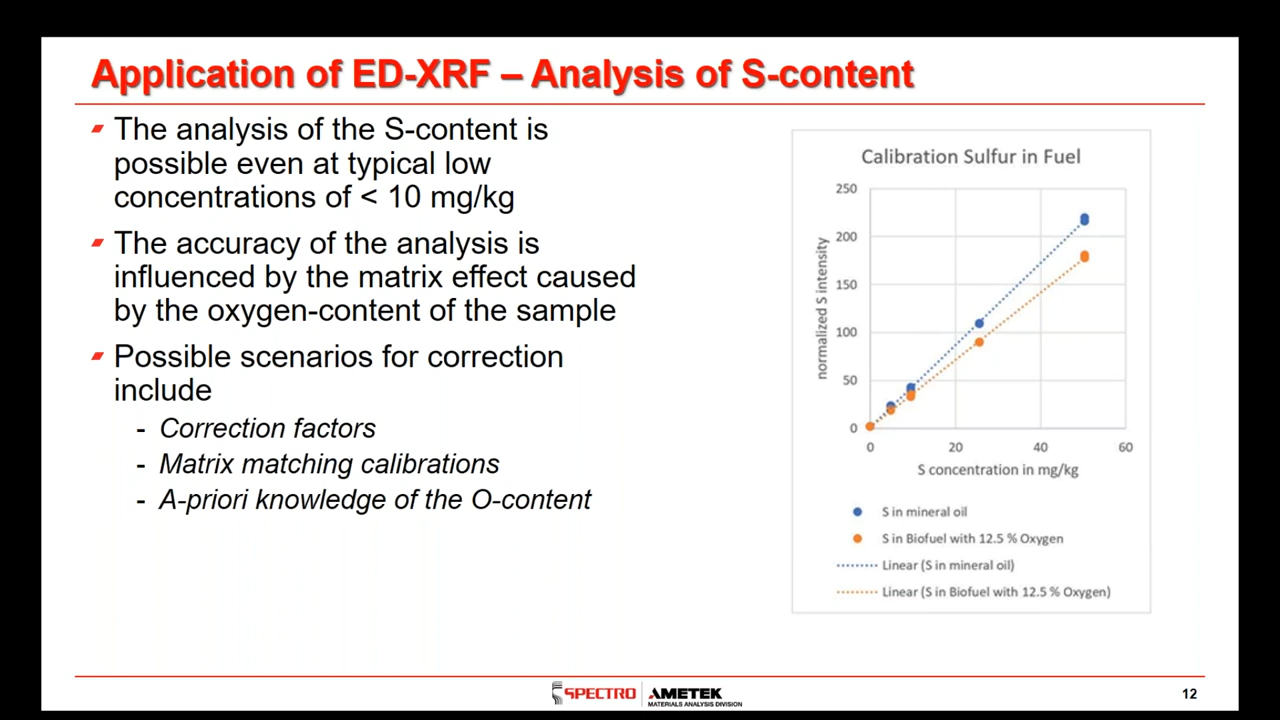 Application of ED-XRF – Analysis of S-content
The analysis of the S-content is
possible even at typical low
concentrations of < 10 mg/kg
The accuracy of the analysis is
influenced by the matrix effect caused
by the oxygen-content of the sample
Possible scenarios for correction
include
- Correction factors
- Matrix matching calibrations
- A-priori knowledge of the O-content
Calibration Sulfur in Fuel
normalized S intensity
250
200
150
100
50
0
0 20 40 60
S concentration in mg/kg
S in mineral oil
S in Biofuel with 12.5 % Oxygen
Linear (S in mineral oil)
Linear (S in Biofuel with 12.5 % Oxygen)
SPECTRO AMETEK
MATERIALS ANALYSIS DIVISION
12